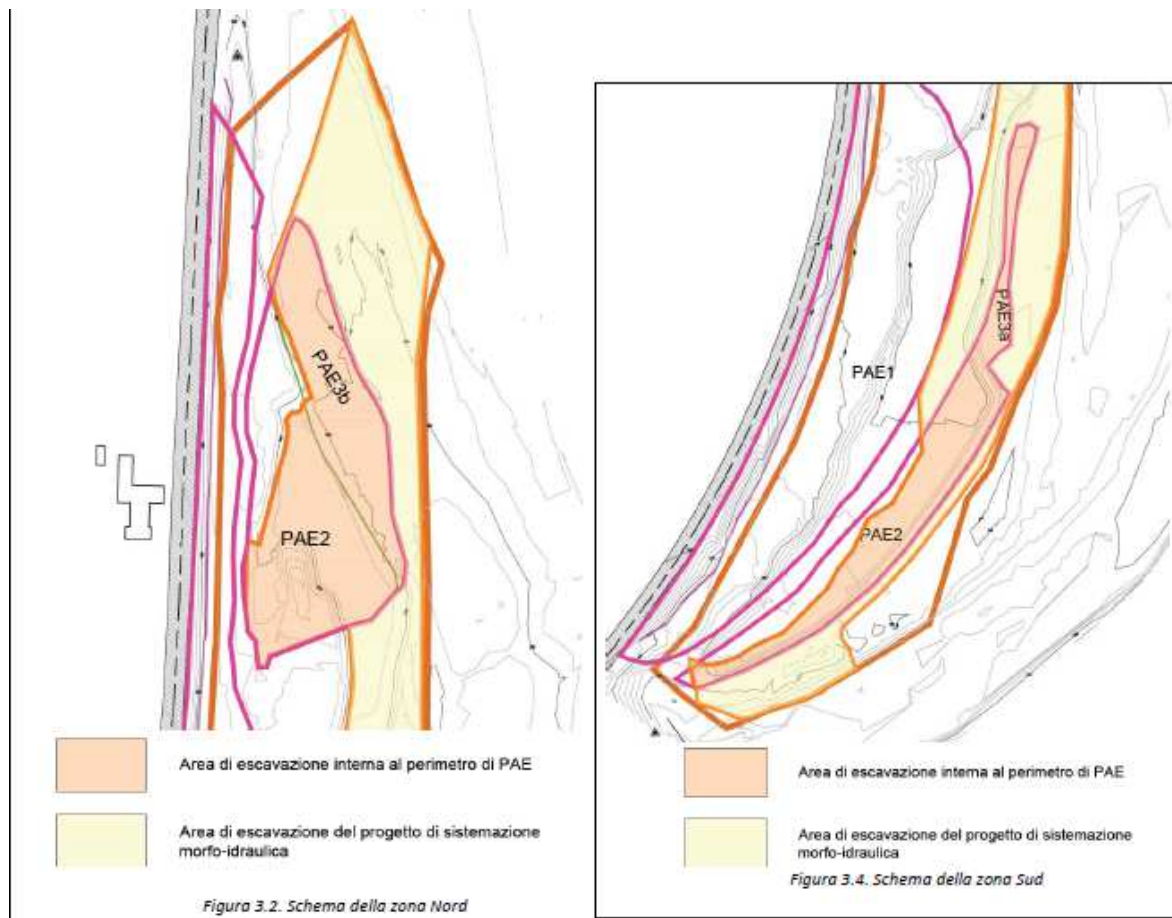 PAE3b
PAE2
Area di escavazione interna al perimetro di PAE
Area di escavazione del progetto di sistemazione
morfo-idraulica
Figura 3.2. Schema della zona Nord
PAE3a
PAE1
PAE2
Area di escavazione interna al perimetro di PAE
Area di escavazione del progetto di sistemazione
morfo-idraulica
Figura 3.4. Schema della zona Sud